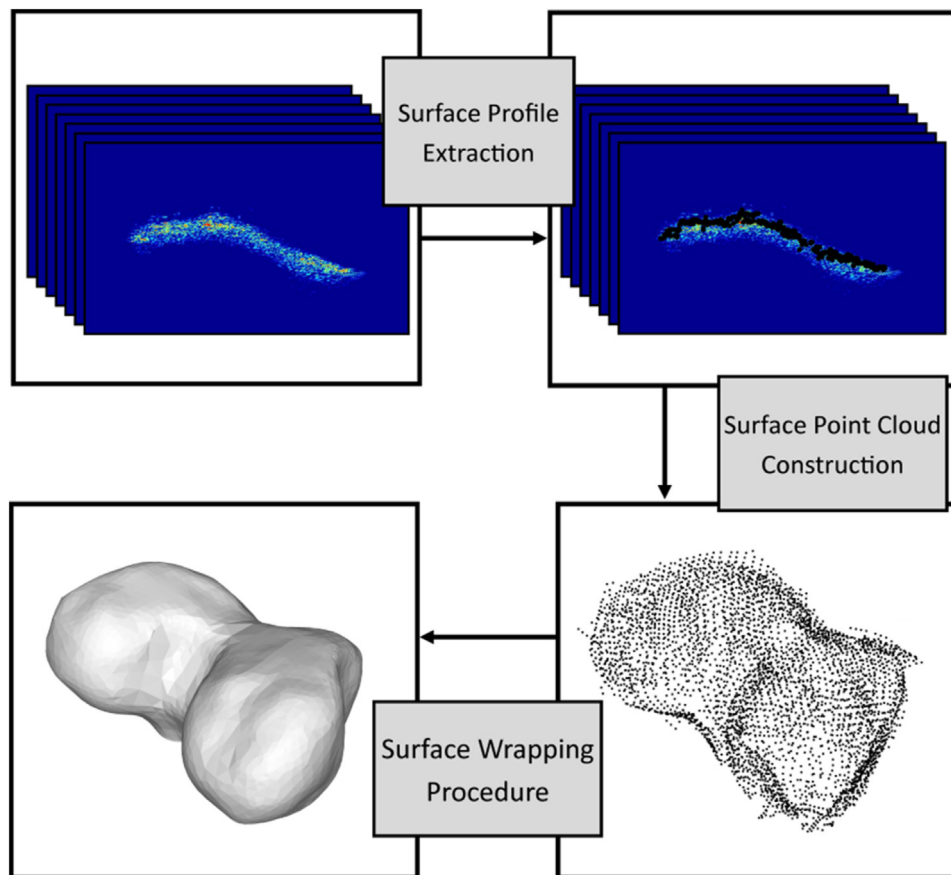 Surface Profile
Extraction
Surface Point Cloud
Construction
Surface Wrapping
Procedure